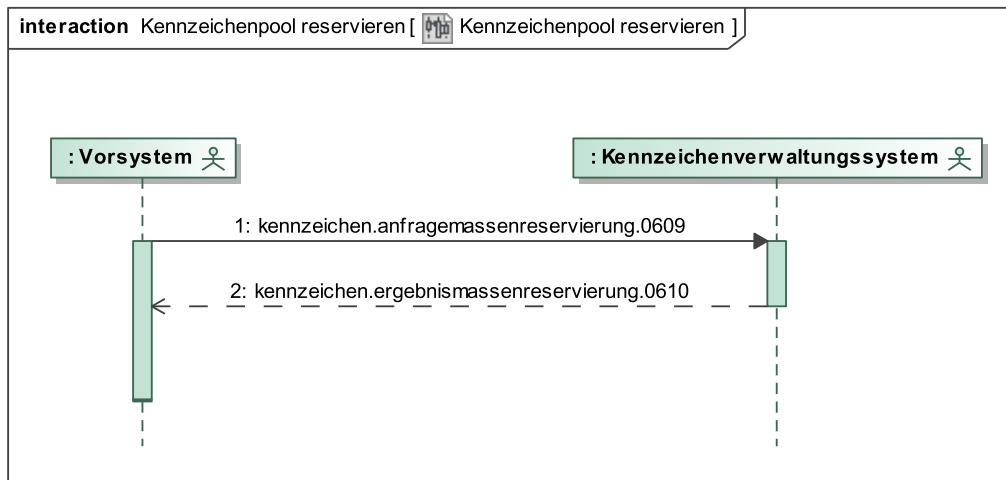 interaction Kennzeichenpool reservieren [ Kennzeichenpool reservieren ]
: Vorsystem
: Kennzeichenverwaltungssystem
1: kennzeichen.anfragemassenreservierung.0609
2: kennzeichen.ergebnismassenreservierung.0610